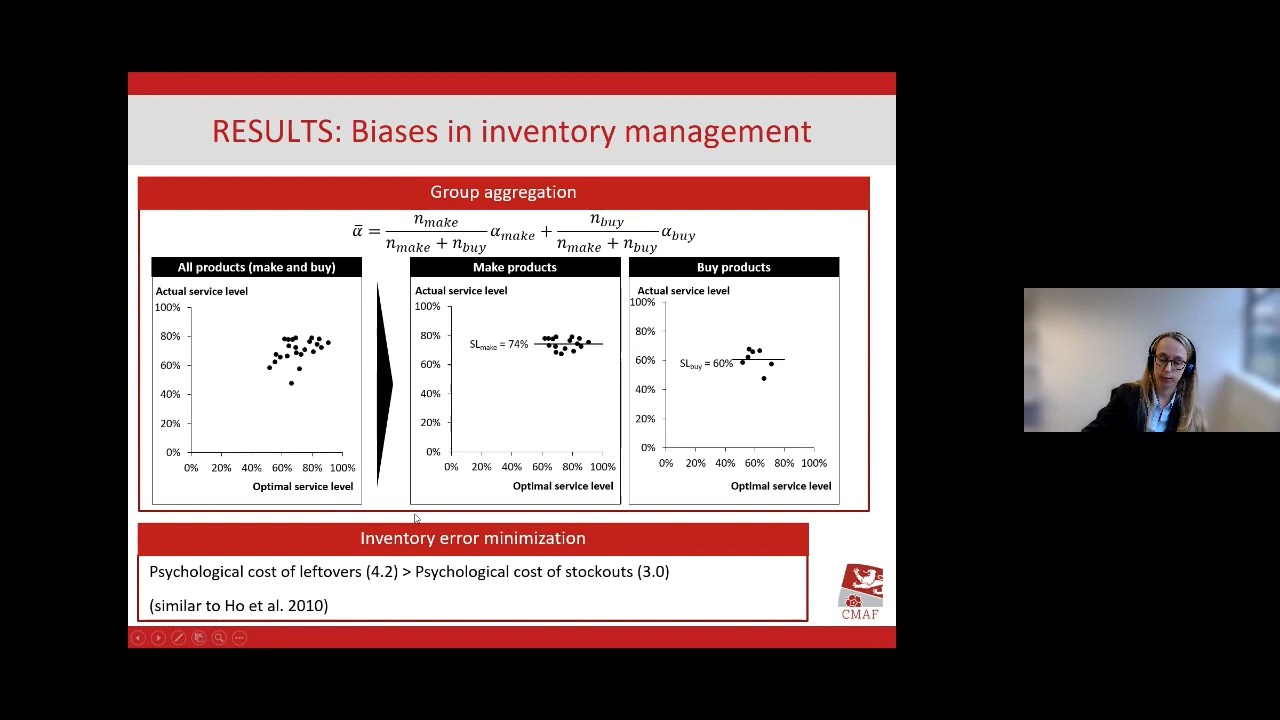 RESULTS: Biases in inventory management
Group aggregation
ᾱ = n_make / (n_make + n_buy) α_make + n_buy / (n_make + n_buy) α_buy
All products (make and buy)
Actual service level
100%
80%
60%
40%
20%
0%
0% 20% 40% 60% 80% 100%
Optimal service level
Make products
Actual service level
100%
80%
SL_make = 74%
60%
40%
20%
0%
0% 20% 40% 60% 80% 100%
Optimal service level
Buy products
Actual service level
100%
80%
60%
SL_buy = 60%
40%
20%
0%
0% 20% 40% 60% 80% 100%
Optimal service level
Inventory error minimization
Psychological cost of leftovers (4.2) > Psychological cost of stockouts (3.0)
(similar to Ho et al. 2010)
CMAF